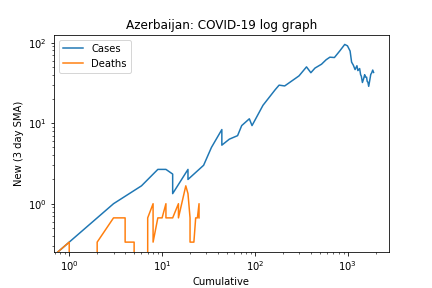 Azerbaijan: COVID-19 log graph
Cases
Deaths
New (3 day SMA)
10²
10¹
10⁰
10⁰ 10¹ 10² 10³
Cumulative